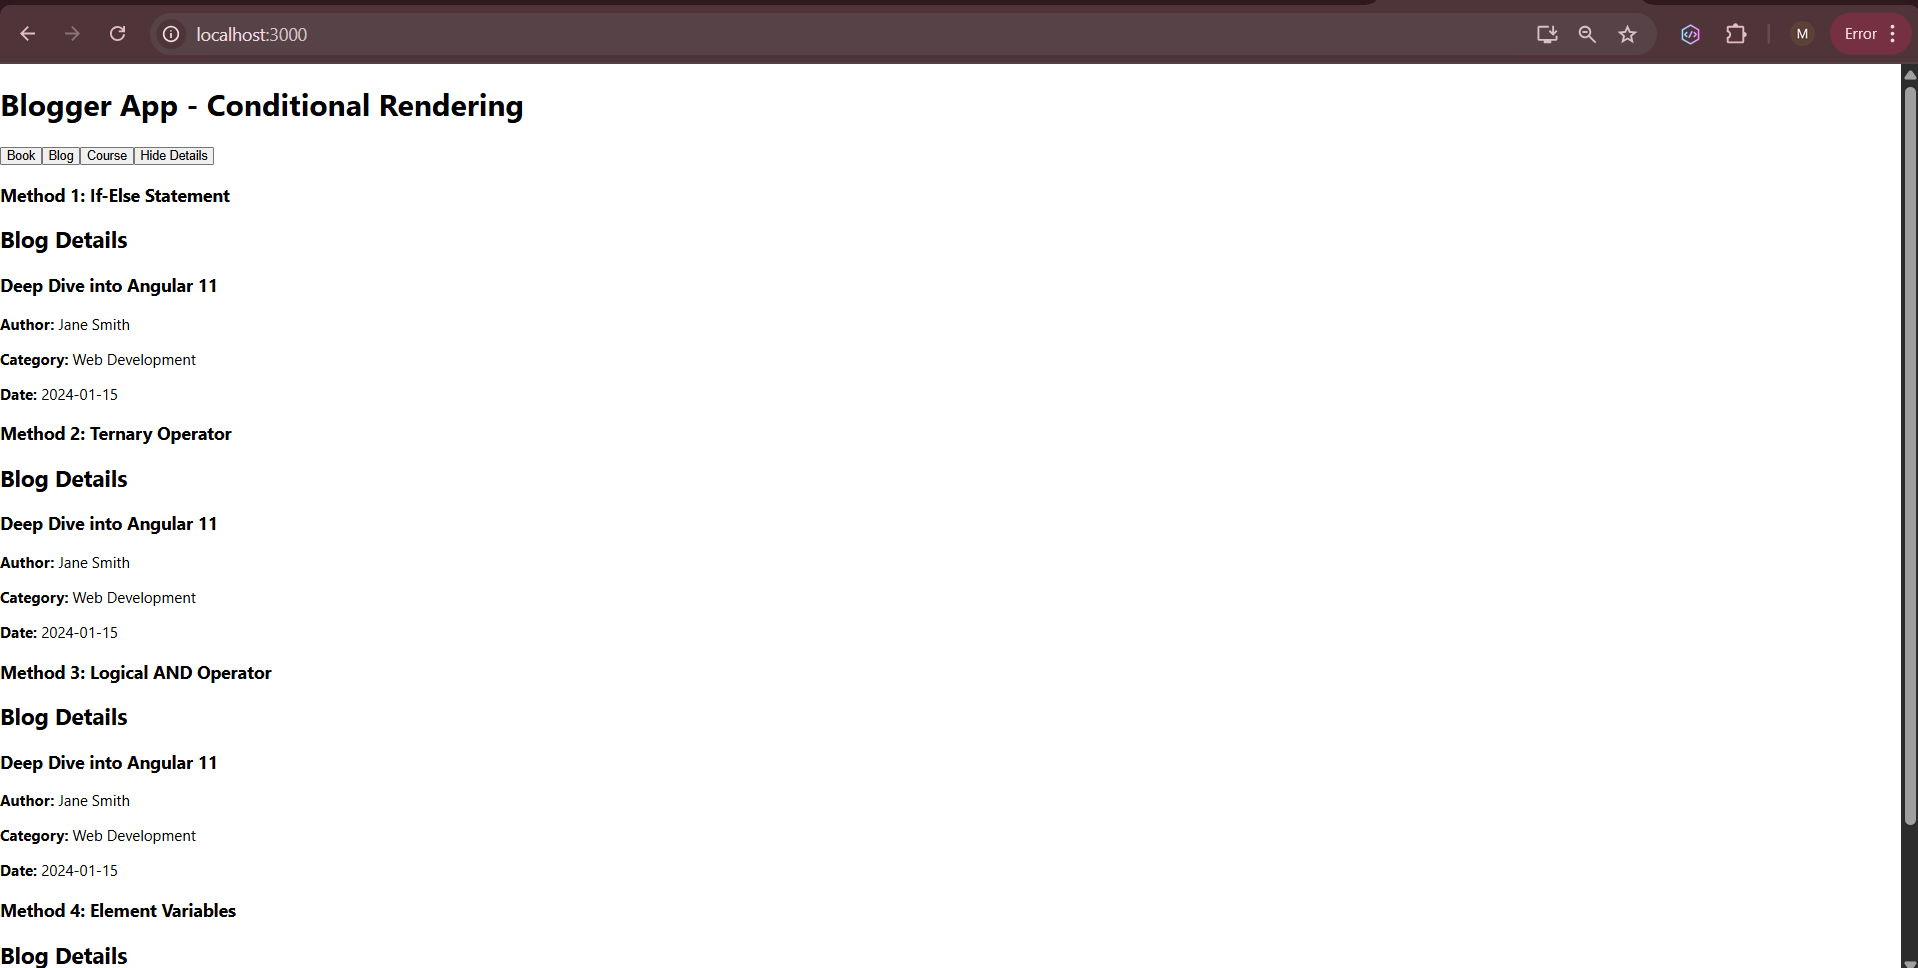 localhost:3000
M
Error
Blogger App - Conditional Rendering
Book Blog Course Hide Details
Method 1: If-Else Statement
Blog Details
Deep Dive into Angular 11
Author: Jane Smith
Category: Web Development
Date: 2024-01-15
Method 2: Ternary Operator
Blog Details
Deep Dive into Angular 11
Author: Jane Smith
Category: Web Development
Date: 2024-01-15
Method 3: Logical AND Operator
Blog Details
Deep Dive into Angular 11
Author: Jane Smith
Category: Web Development
Date: 2024-01-15
Method 4: Element Variables
Blog Details